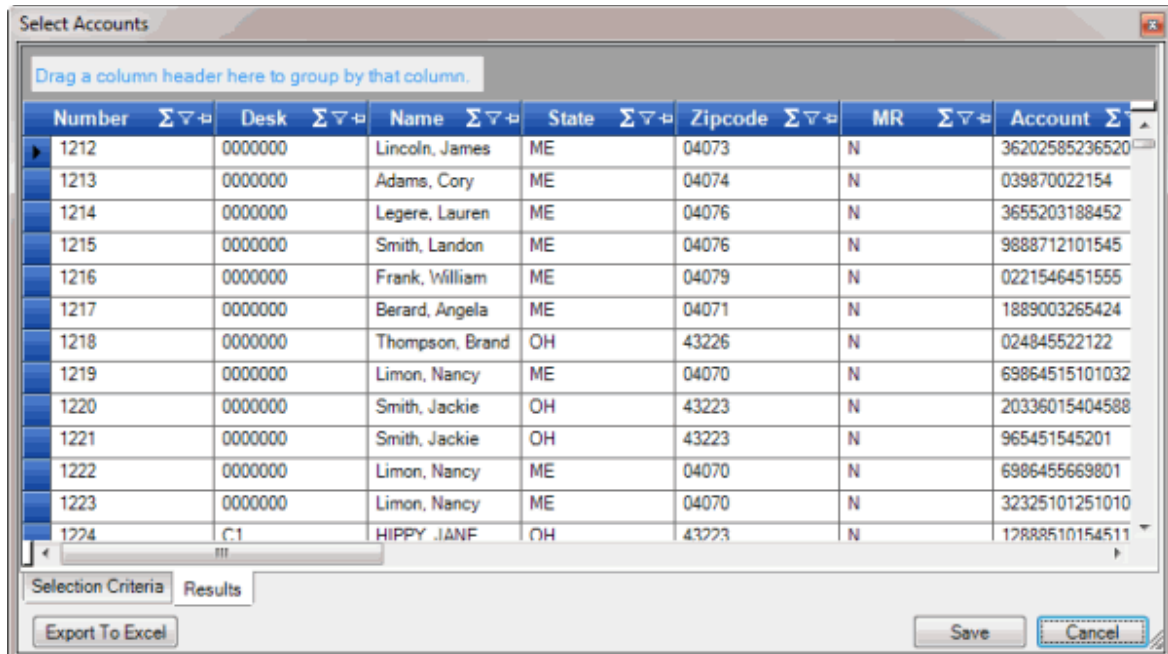 Select Accounts
Drag a column header here to group by that column.
Number Σ Desk Σ Name Σ State Σ Zipcode Σ MR Σ Account Σ
1212 0000000 Lincoln, James ME 04073 N 36202585236520
1213 0000000 Adams, Cory ME 04074 N 039870022154
1214 0000000 Legere, Lauren ME 04076 N 3655203188452
1215 0000000 Smith, Landon ME 04076 N 9888712101545
1216 0000000 Frank, William ME 04079 N 0221546451555
1217 0000000 Berard, Angela ME 04071 N 1889003265424
1218 0000000 Thompson, Brand OH 43226 N 024845522122
1219 0000000 Limon, Nancy ME 04070 N 69864515101032
1220 0000000 Smith, Jackie OH 43223 N 20336015404588
1221 0000000 Smith, Jackie OH 43223 N 965451545201
1222 0000000 Limon, Nancy ME 04070 N 6986455669801
1223 0000000 Limon, Nancy ME 04070 N 32325101251010
1224 C1 HIPPY, JANE OH 43223 N 12888510154511
Selection Criteria Results
Export To Excel Save Cancel